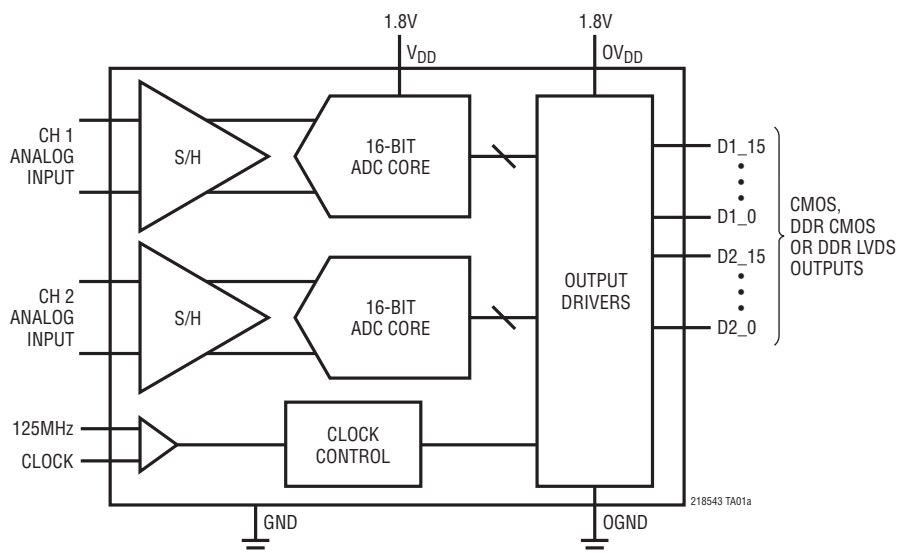 1.8V
1.8V
VDD
OVDD
CH 1
ANALOG
INPUT
S/H
16-BIT
ADC CORE
D1_15
D1_0
CMOS,
DDR CMOS
OR DDR LVDS
OUTPUTS
D2_15
D2_0
OUTPUT
DRIVERS
CH 2
ANALOG
INPUT
S/H
16-BIT
ADC CORE
125MHz
CLOCK
CLOCK
CONTROL
218543 TA01a
GND
OGND